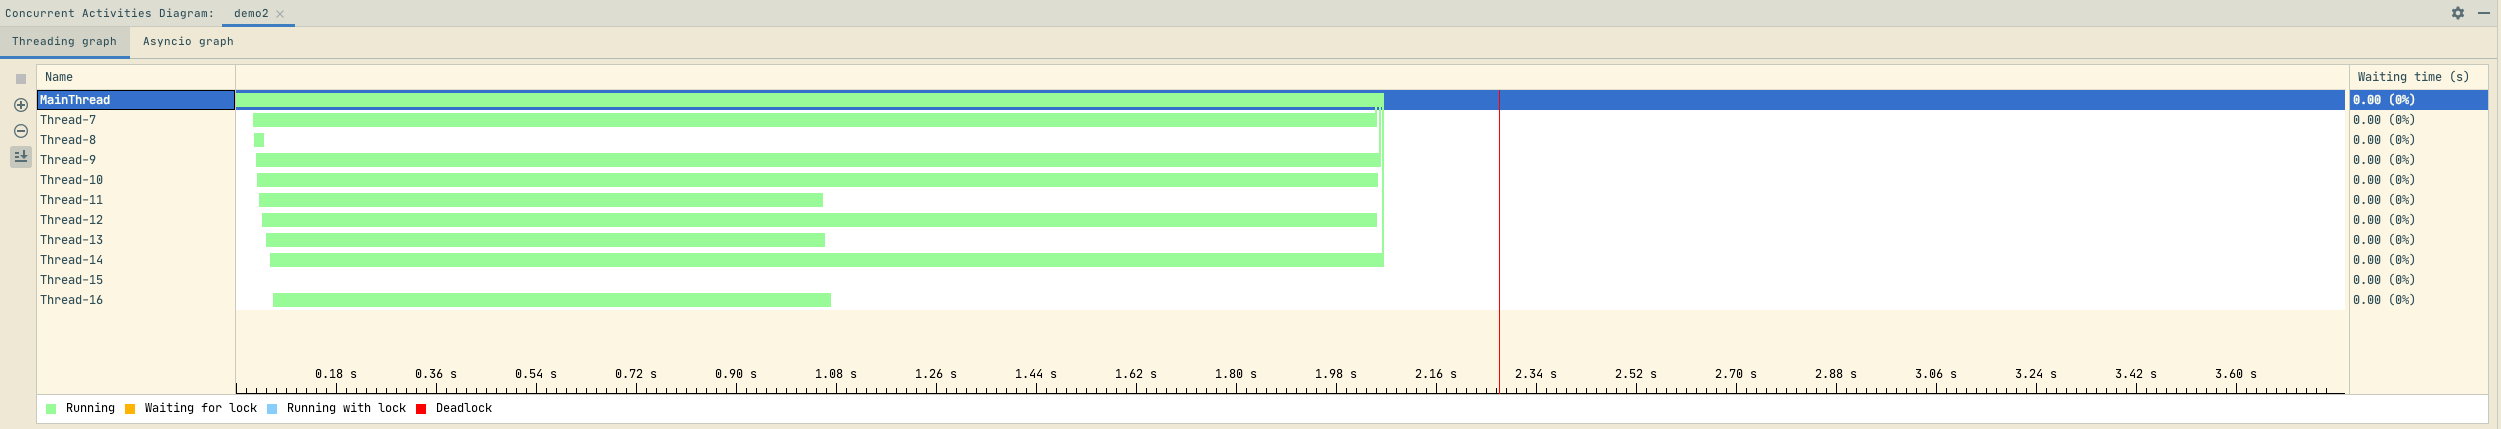 Concurrent Activities Diagram: demo2
Threading graph Asyncio graph
Name Waiting time (s)
MainThread 0.00 (0%)
Thread-7 0.00 (0%)
Thread-8 0.00 (0%)
Thread-9 0.00 (0%)
Thread-10 0.00 (0%)
Thread-11 0.00 (0%)
Thread-12 0.00 (0%)
Thread-13 0.00 (0%)
Thread-14 0.00 (0%)
Thread-15 0.00 (0%)
Thread-16 0.00 (0%)
0.18 s 0.36 s 0.54 s 0.72 s 0.90 s 1.08 s 1.26 s 1.44 s 1.62 s 1.80 s 1.98 s 2.16 s 2.34 s 2.52 s 2.70 s 2.88 s 3.06 s 3.24 s 3.42 s 3.60 s
Running Waiting for lock Running with lock Deadlock